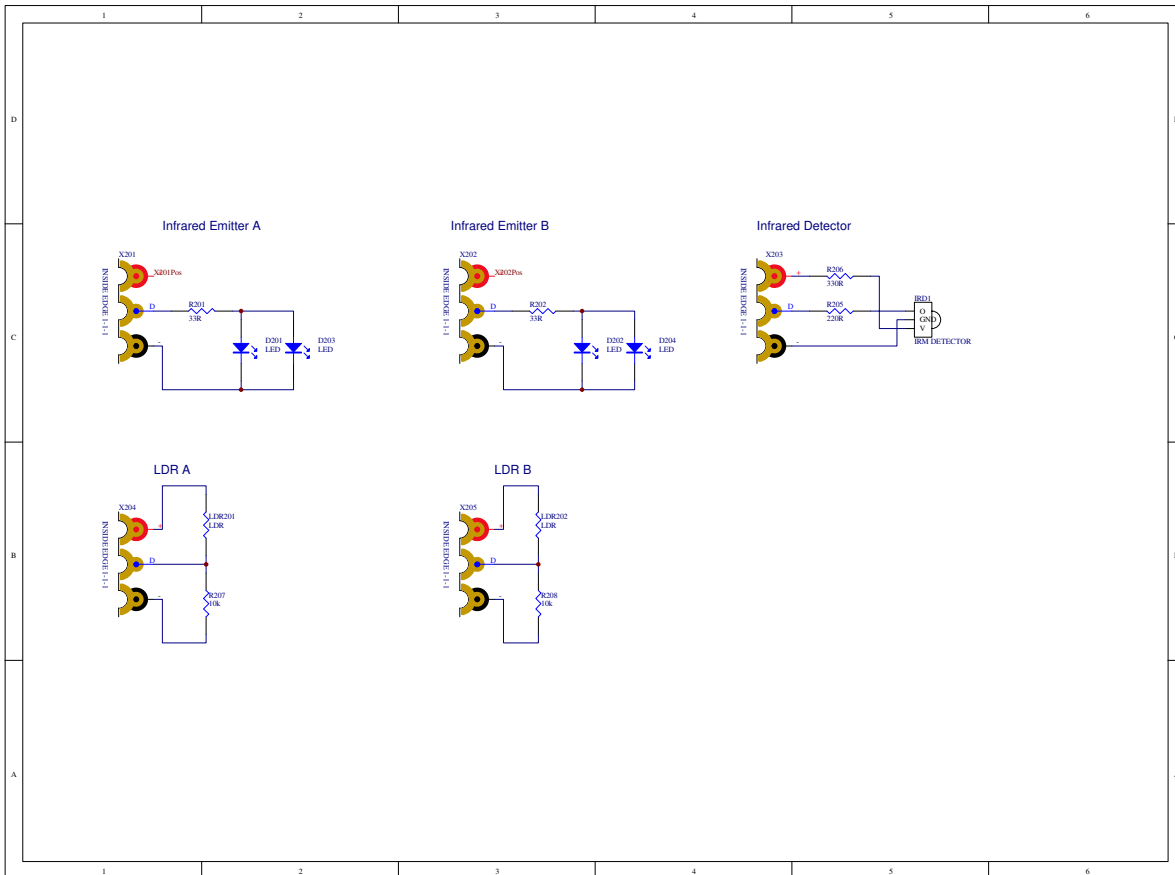 1 2 3 4 5 6
D
Infrared Emitter A
X201
INSIDE EDGE 1-1-1
X201Pos
D
R201
33R
-
D201
LED
D203
LED
Infrared Emitter B
X202
INSIDE EDGE 1-1-1
X202Pos
D
R202
33R
-
D202
LED
D204
LED
Infrared Detector
X203
INSIDE EDGE 1-1-1
+
R206
330R
D
R205
220R
-
IRD1
O
GND
V
IRM DETECTOR
C
LDR A
X204
INSIDE EDGE 1-1-1
+
LDR201
LDR
D
R207
10k
-
LDR B
X205
INSIDE EDGE 1-1-1
+
LDR202
LDR
D
R208
10k
-
B
A
1 2 3 4 5 6